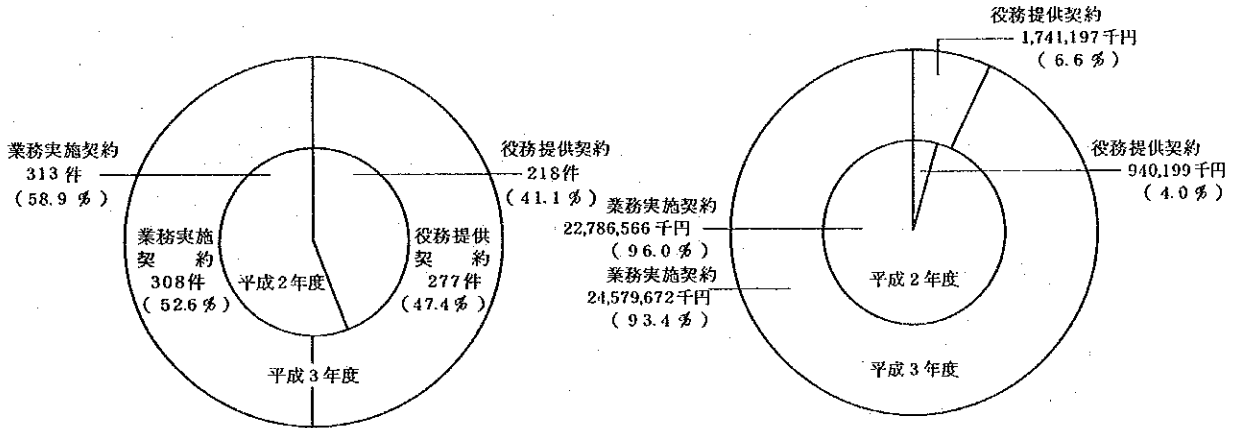 業務実施契約
313件
(58.9%)
役務提供契約
218件
(41.1%)
業務実施
契約
308件
(52.6%)
平成2年度
役務提供
契約
277件
(47.4%)
平成3年度
役務提供契約
1,741,197千円
(6.6%)
役務提供契約
940,199千円
(4.0%)
業務実施契約
22,786,566千円
(96.0%)
業務実施契約
24,579,672千円
(93.4%)
平成2年度
平成3年度